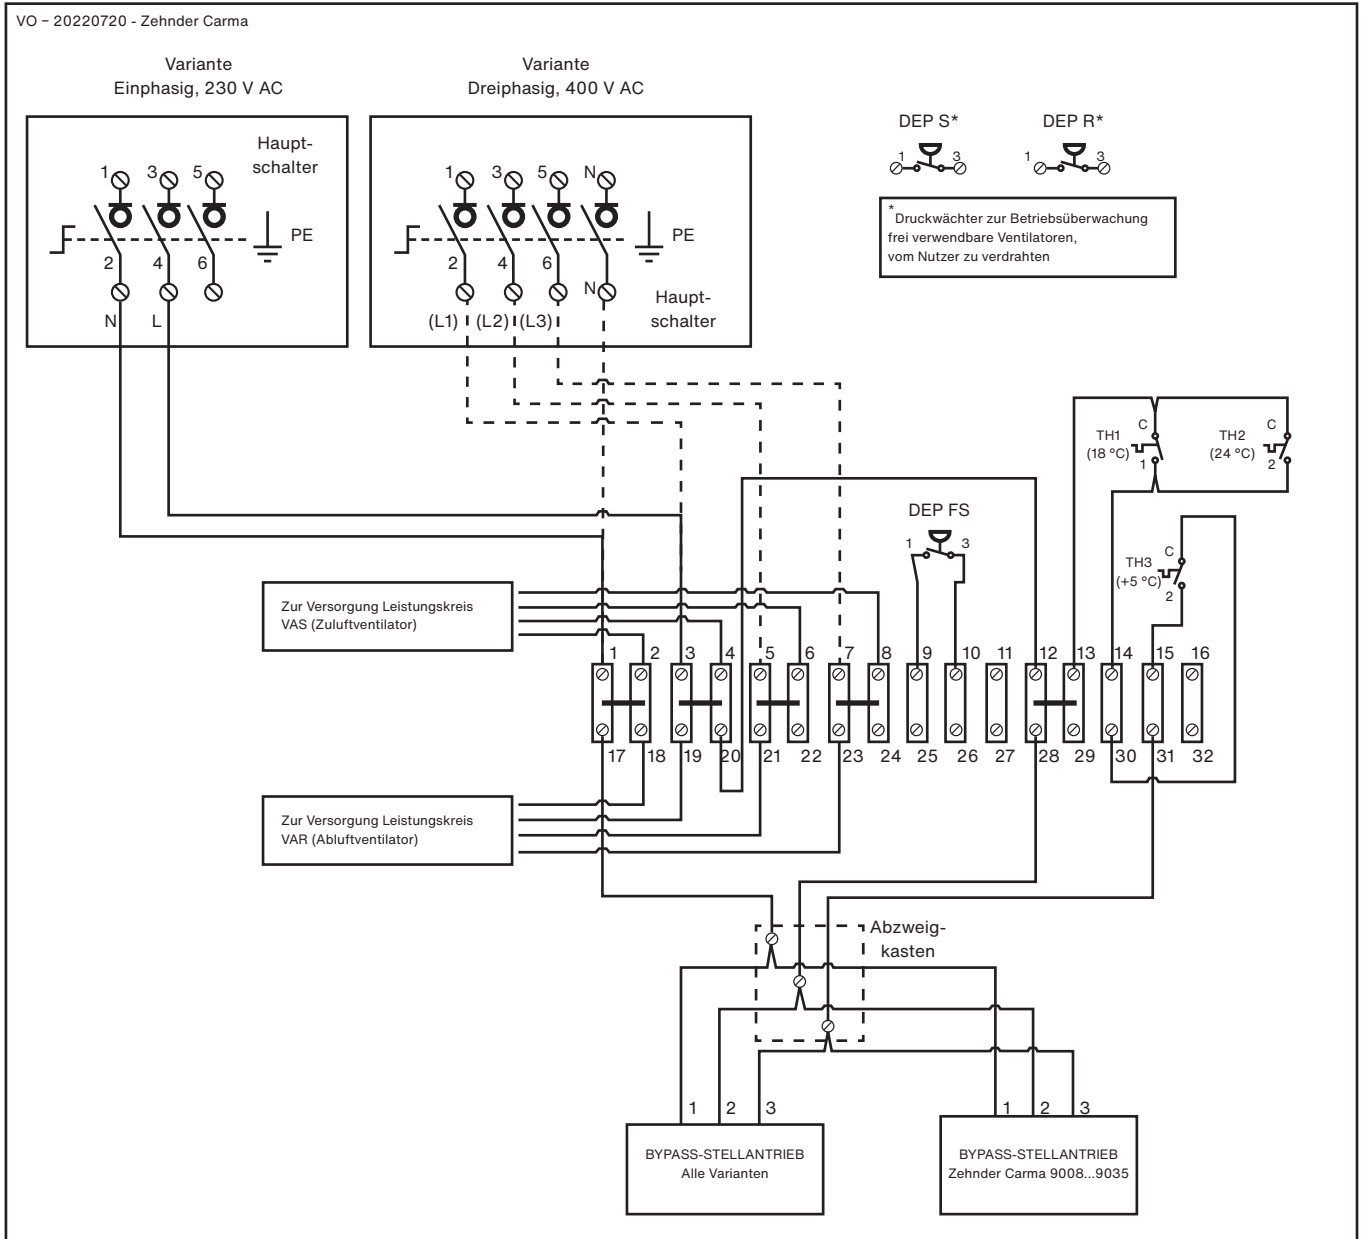 VO – 20220720 - Zehnder Carma
Variante
Einphasig, 230 V AC
Variante
Dreiphasig, 400 V AC
Haupt-
schalter
1 3 5
PE
2 4 6
N L
1 3 5 N
PE
2 4 6 N
Haupt-
schalter
(L1) (L2) (L3)
DEP S* DEP R*
1 3 1 3
* Druckwächter zur Betriebsüberwachung
frei verwendbare Ventilatoren,
vom Nutzer zu verdrahten
C C
TH1
(18 °C)
1
TH2
(24 °C)
2
DEP FS
1 3
C
TH3
(+5 °C)
2
Zur Versorgung Leistungskreis
VAS (Zuluftventilator)
1 2 3 4 5 6 7 8 9 10 11 12 13 14 15 16
17 18 19 20 21 22 23 24 25 26 27 28 29 30 31 32
Zur Versorgung Leistungskreis
VAR (Abluftventilator)
Abzweig-
kasten
1 2 3
BYPASS-STELLANTRIEB
Alle Varianten
1 2 3
BYPASS-STELLANTRIEB
Zehnder Carma 9008...9035